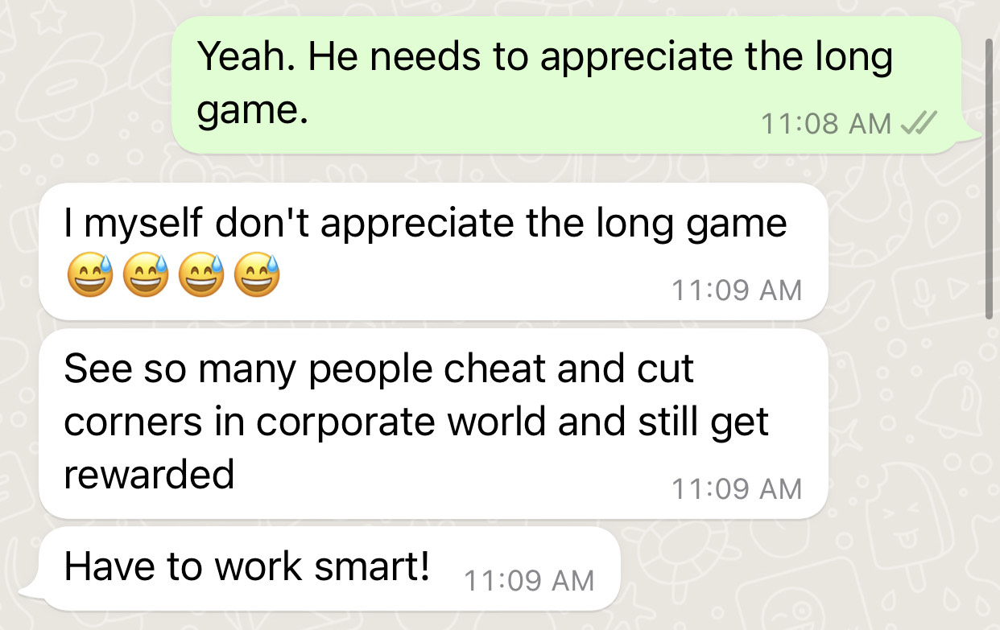 Yeah. He needs to appreciate the long
game.
11:08 AM
I myself don't appreciate the long game
😅😅😅😅
11:09 AM
See so many people cheat and cut
corners in corporate world and still get
rewarded
11:09 AM
Have to work smart! 11:09 AM